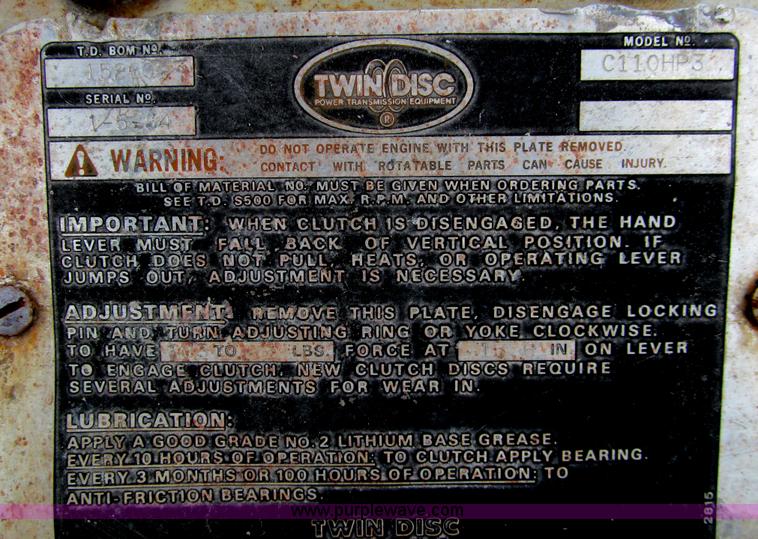 T.D. BOM NO.
TWIN DISC
POWER TRANSMISSION EQUIPMENT
®
MODEL NO.
C110HP3
SERIAL NO.
WARNING: DO NOT OPERATE ENGINE WITH THIS PLATE REMOVED.
CONTACT WITH ROTATABLE PARTS CAN CAUSE INJURY.
BILL OF MATERIAL NO. MUST BE GIVEN WHEN ORDERING PARTS.
SEE T.D. S500 FOR MAX. R.P.M. AND OTHER LIMITATIONS.
IMPORTANT: WHEN CLUTCH IS DISENGAGED, THE HAND
LEVER MUST FALL BACK OF VERTICAL POSITION. IF
CLUTCH DOES NOT PULL, HEATS, OR OPERATING LEVER
JUMPS OUT, ADJUSTMENT IS NECESSARY
ADJUSTMENT: REMOVE THIS PLATE, DISENGAGE LOCKING
PIN AND TURN ADJUSTING RING OR YOKE CLOCKWISE.
TO HAVE TO LBS. FORCE AT IN. ON LEVER
TO ENGAGE CLUTCH. NEW CLUTCH DISCS REQUIRE
SEVERAL ADJUSTMENTS FOR WEAR IN.
LUBRICATION:
APPLY A GOOD GRADE NO. 2 LITHIUM BASE GREASE.
EVERY 10 HOURS OF OPERATION: TO CLUTCH APPLY BEARING.
EVERY 3 MONTHS OR 100 HOURS OF OPERATION: TO
ANTI-FRICTION BEARINGS.
2815
www.purplewave.com
TWIN DISC